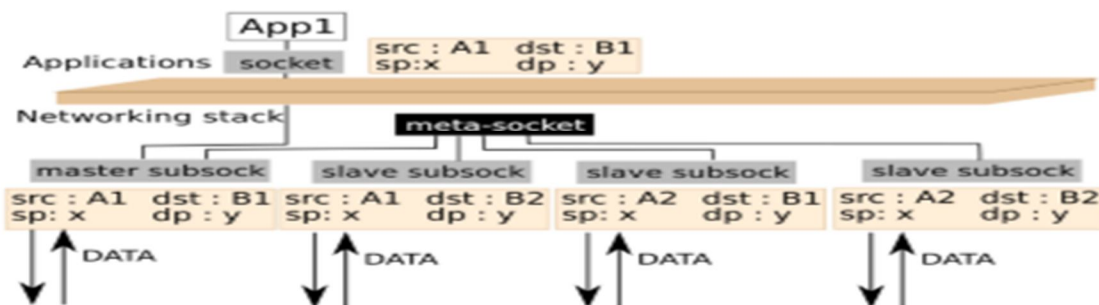 App1
Applications
socket
src : A1 dst : B1
sp:x dp : y
Networking stack
meta-socket
master subsock
slave subsock
slave subsock
slave subsock
src : A1 dst : B1
sp: x dp : y
src : A1 dst : B2
sp: x dp : y
src : A2 dst : B1
sp: x dp : y
src : A2 dst : B2
sp: x dp : y
DATA
DATA
DATA
DATA